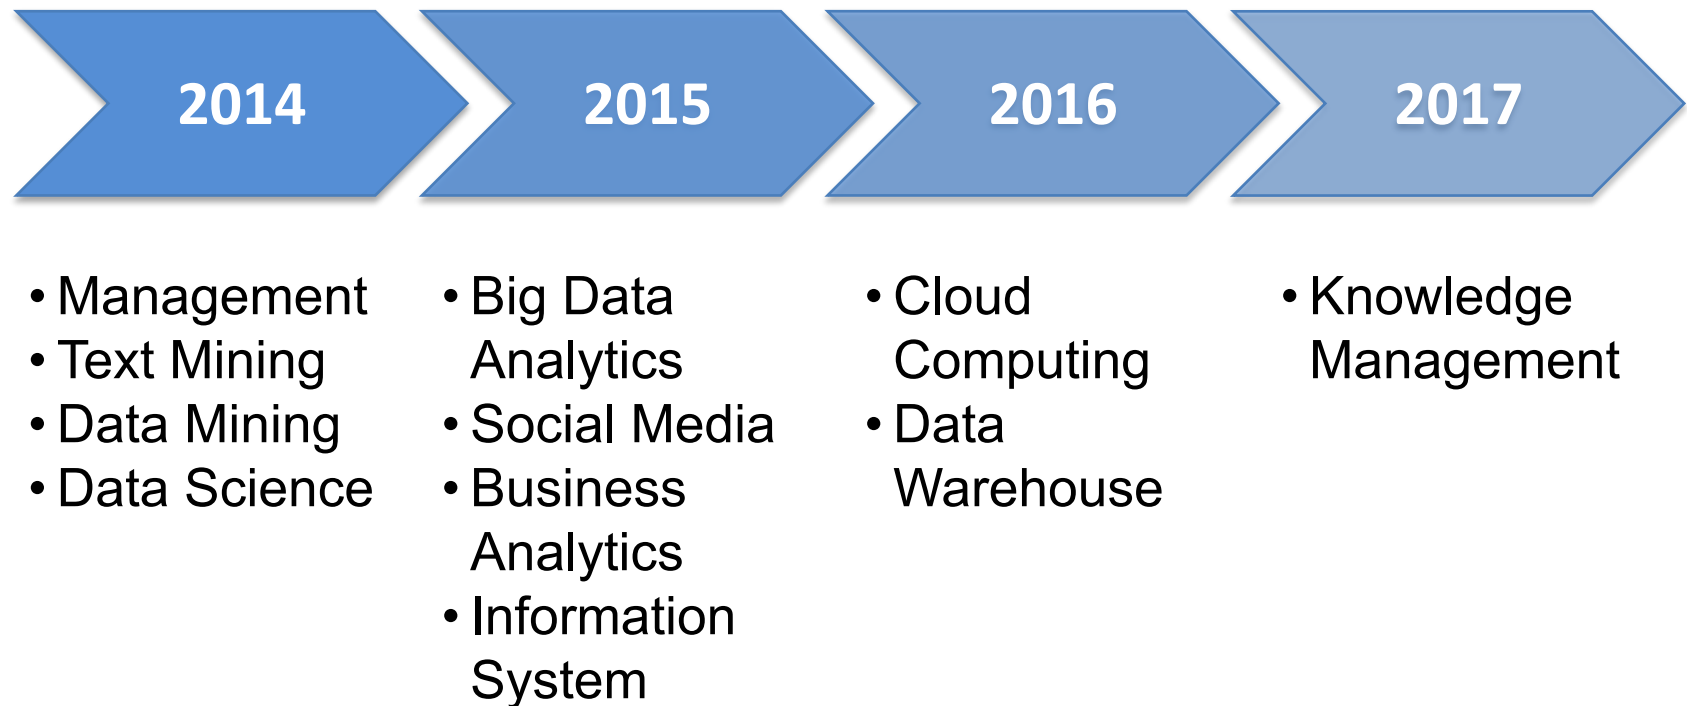 2014
2015
2016
2017
• Management
• Text Mining
• Data Mining
• Data Science
• Big Data
Analytics
• Social Media
• Business
Analytics
• Information
System
• Cloud
Computing
• Data
Warehouse
• Knowledge
Management